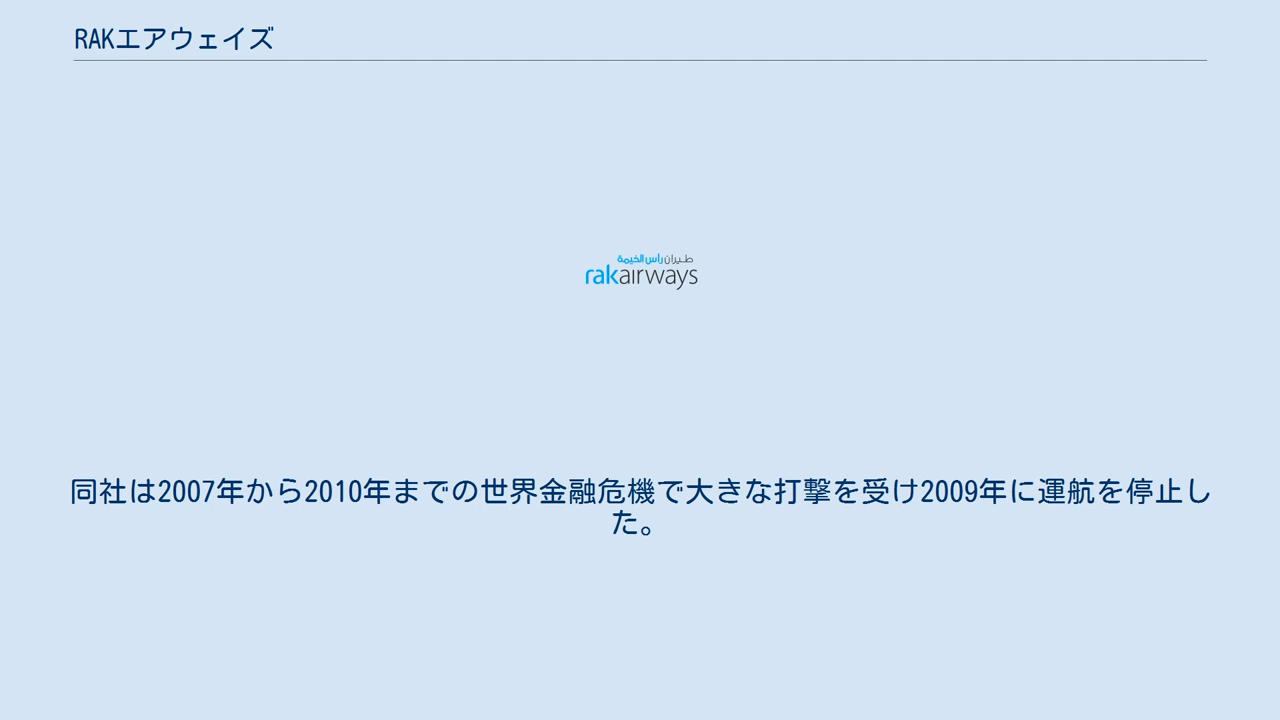 RAKエアウェイズ
طيران رأس الخيمة
rakairways
同社は2007年から2010年までの世界金融危機で大きな打撃を受け2009年に運航を停止し
た。